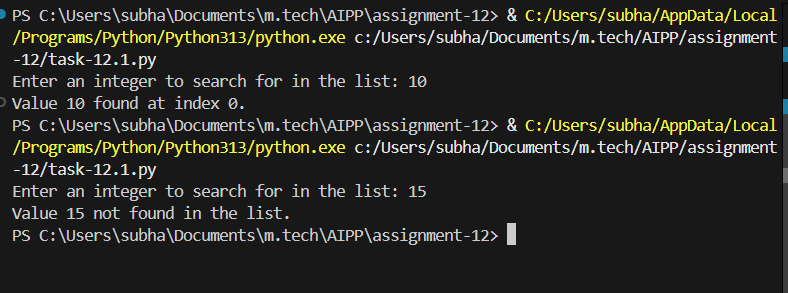 PS C:\Users\subha\Documents\m.tech\AIPP\assignment-12> & C:/Users/subha/AppData/Local
/Programs/Python/Python313/python.exe c:/Users/subha/Documents/m.tech/AIPP/assignment
-12/task-12.1.py
Enter an integer to search for in the list: 10
Value 10 found at index 0.
PS C:\Users\subha\Documents\m.tech\AIPP\assignment-12> & C:/Users/subha/AppData/Local
/Programs/Python/Python313/python.exe c:/Users/subha/Documents/m.tech/AIPP/assignment
-12/task-12.1.py
Enter an integer to search for in the list: 15
Value 15 not found in the list.
PS C:\Users\subha\Documents\m.tech\AIPP\assignment-12>